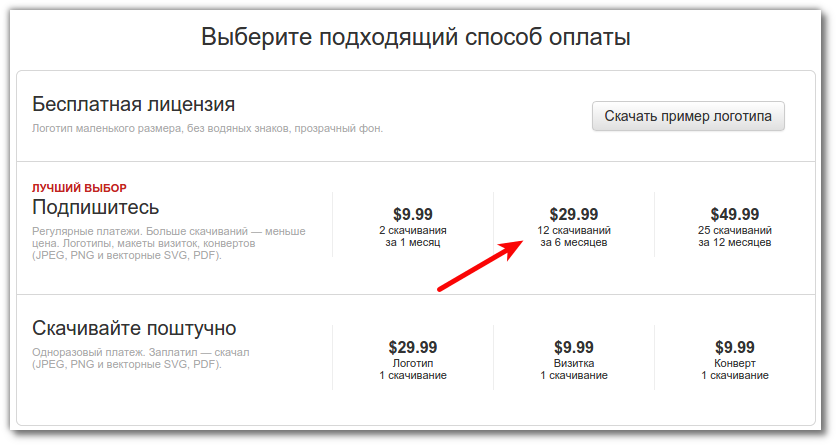 Выберите подходящий способ оплаты
Бесплатная лицензия
Логотип маленького размера, без водяных знаков, прозрачный фон.
Скачать пример логотипа
ЛУЧШИЙ ВЫБОР
Подпишитесь
Регулярные платежи. Больше скачиваний — меньше
цена. Логотипы, макеты визиток, конвертов
(JPEG, PNG и векторные SVG, PDF).
$9.99
2 скачивания
за 1 месяц
$29.99
12 скачиваний
за 6 месяцев
$49.99
25 скачиваний
за 12 месяцев
Скачивайте поштучно
Одноразовый платеж. Заплатил — скачал
(JPEG, PNG и векторные SVG, PDF).
$29.99
Логотип
1 скачивание
$9.99
Визитка
1 скачивание
$9.99
Конверт
1 скачивание